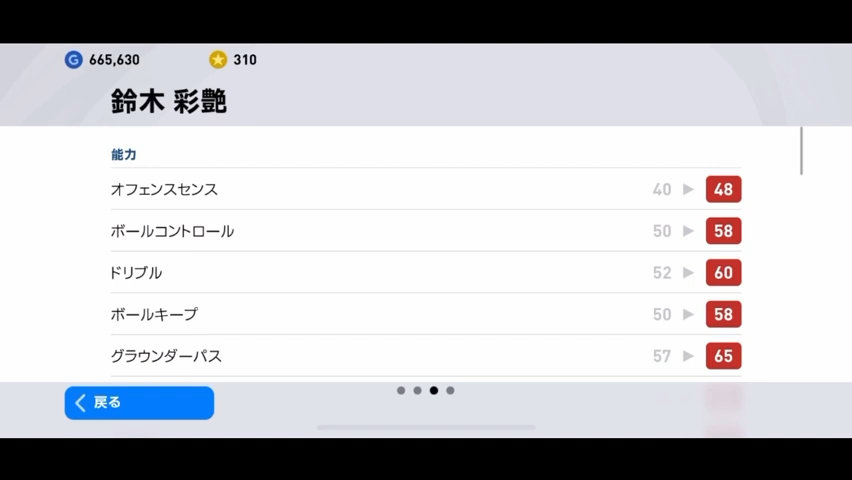 G 665,630 310
鈴木 彩艶
能力
オフェンスセンス 40 ▶ 48
ボールコントロール 50 ▶ 58
ドリブル 52 ▶ 60
ボールキープ 50 ▶ 58
グラウンダーパス 57 ▶ 65
戻る